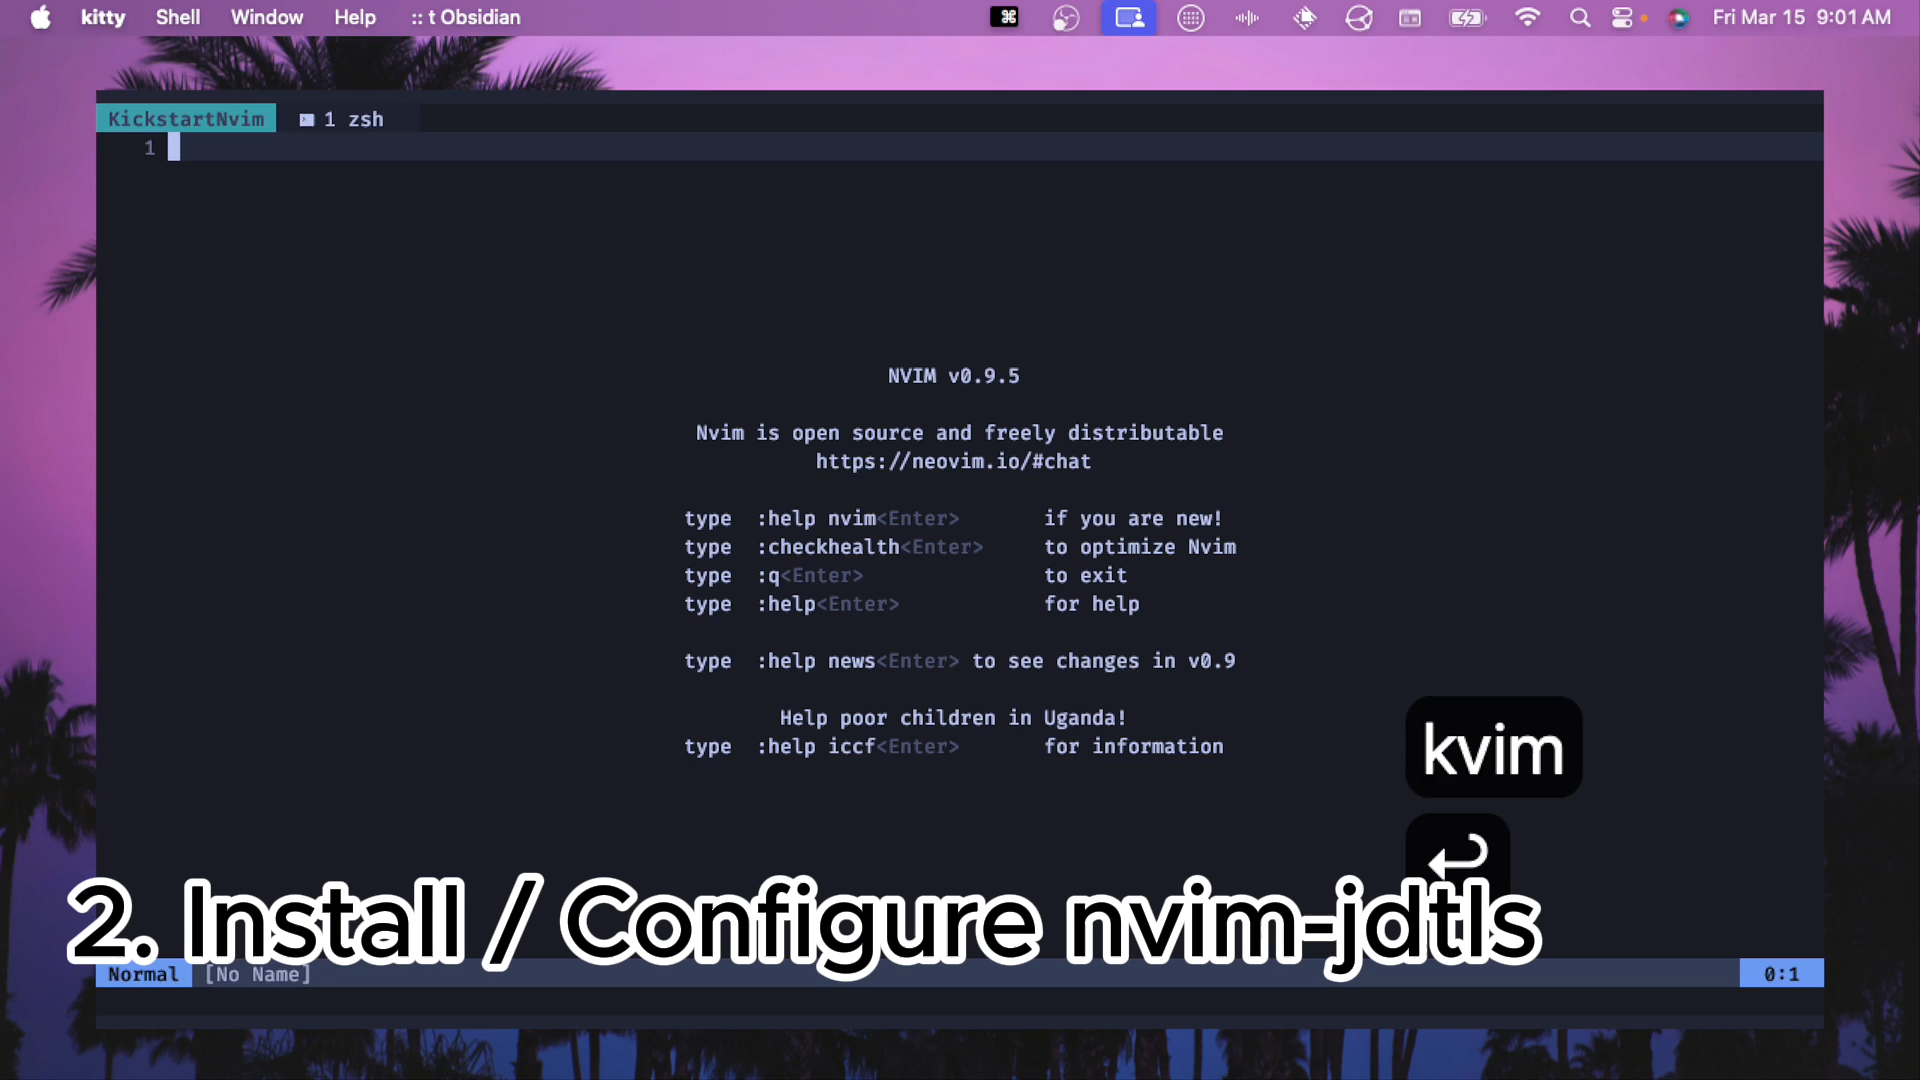 kitty Shell Window Help :: t Obsidian Fri Mar 15 9:01 AM
KickstartNvim 1 zsh
1
NVIM v0.9.5
Nvim is open source and freely distributable
https://neovim.io/#chat
type :help nvim<Enter> if you are new!
type :checkhealth<Enter> to optimize Nvim
type :q<Enter> to exit
type :help<Enter> for help
type :help news<Enter> to see changes in v0.9
Help poor children in Uganda!
type :help iccf<Enter> for information
kvim
2. Install / Configure nvim-jdtls
Normal [No Name] 0:1